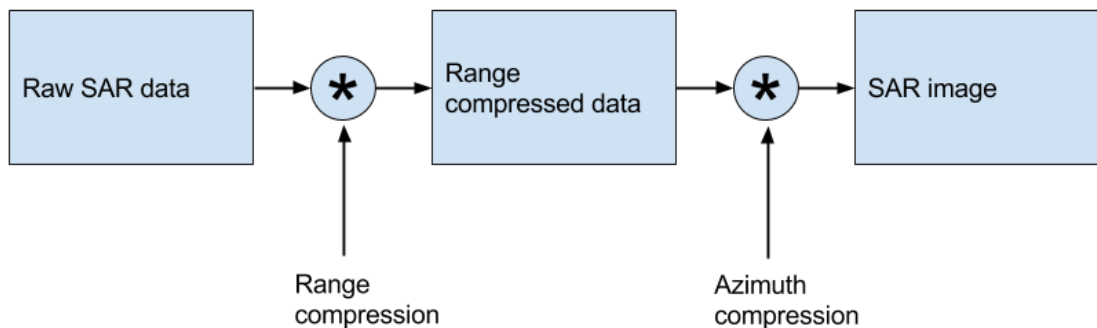 Raw SAR data
*
Range
compressed data
*
SAR image
Range
compression
Azimuth
compression